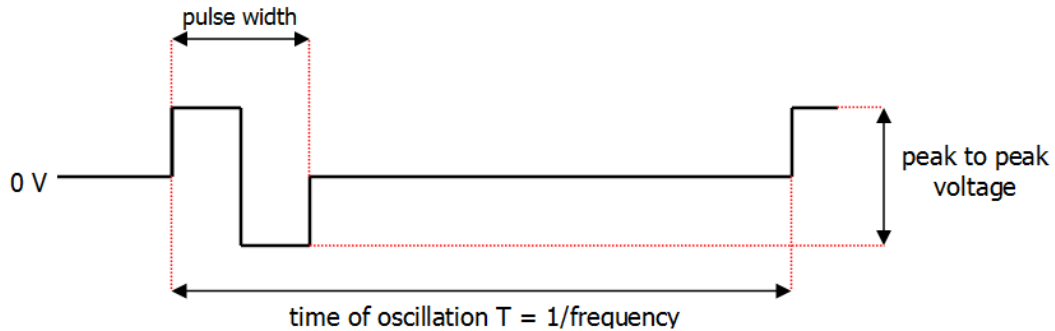 pulse width
0 V
peak to peak
voltage
time of oscillation T = 1/frequency